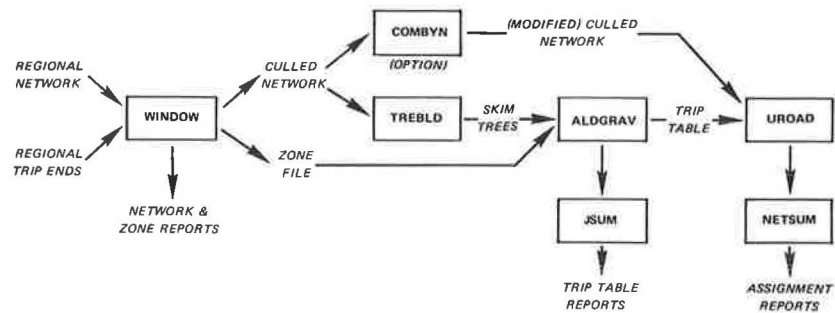 REGIONAL
NETWORK
REGIONAL
TRIP ENDS
WINDOW
NETWORK &
ZONE REPORTS
CULLED
NETWORK
ZONE
FILE
COMBYN
(OPTION)
(MODIFIED) CULLED
NETWORK
TREBLD
SKIM
TREES
ALDGRAV
TRIP
TABLE
UROAD
JSUM
NETSUM
TRIP TABLE
REPORTS
ASSIGNMENT
REPORTS